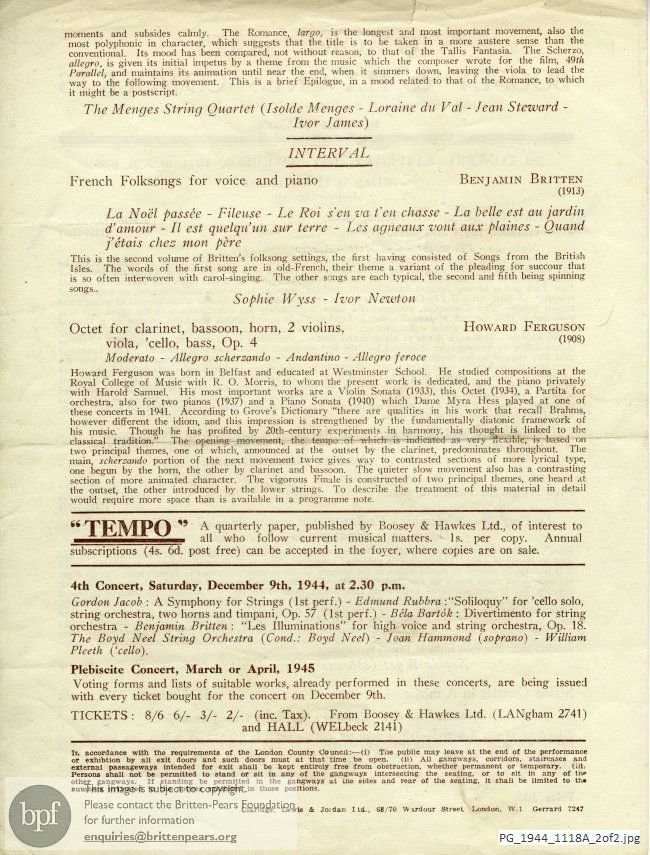 moments and subsides calmly. The Romance, largo, is the longest and most important movement, also the
most polyphonic in character, which suggests that the title is to be taken in a more austere sense than the
conventional. Its mood has been compared, not without reason, to that of the Tallis Fantasia. The Scherzo,
allegro, is given its initial impetus by a theme from the music which the composer wrote for the film, 49th
Parallel, and maintains its animation until near the end, when it simmers down, leaving the viola to lead the
way to the following movement. This is a brief Epilogue, in a mood related to that of the Romance, to which
it might be a postscript.
The Menges String Quartet (Isolde Menges - Loraine du Val - Jean Steward -
Ivor James)
INTERVAL
French Folksongs for voice and piano BENJAMIN BRITTEN
(1913)
La Noël passée - Fileuse - Le Roi s'en va t'en chasse - La belle est au jardin
d'amour - Il est quelqu'un sur terre - Les agneaux vont aux plaines - Quand
j'étais chez mon père
This is the second volume of Britten's folksong settings, the first having consisted of Songs from the British
Isles. The words of the first song are in old-French, their theme a variant of the pleading for succour that
is so often interwoven with carol-singing. The other songs are each typical, the second and fifth being spinning
songs..
Sophie Wyss - Ivor Newton
Octet for clarinet, bassoon, horn, 2 violins, HOWARD FERGUSON
viola, 'cello, bass, Op. 4 (1908)
Moderato - Allegro scherzando - Andantino - Allegro feroce
Howard Ferguson was born in Belfast and educated at Westminster School. He studied compositions at the
Royal College of Music with R. O. Morris, to whom the present work is dedicated, and the piano privately
with Harold Samuel. His most important works are a Violin Sonata (1933), this Octet (1934), a Partita for
orchestra, also for two pianos (1937) and a Piano Sonata (1940) which Dame Myra Hess played at one of
these concerts in 1941. According to Grove's Dictionary "there are qualities in his work that recall Brahms,
however different the idiom, and this impression is strengthened by the fundamentally diatonic framework of
his music. Though he has profited by 20th-century experiments in harmony, his thought is linked to the
classical tradition." The opening movement, the tempo of which is indicated as very flexible, is based on
two principal themes, one of which, announced at the outset by the clarinet, predominates throughout. The
main, scherzando portion of the next movement twice gives way to contrasted sections of more lyrical type,
one begun by the horn, the other by clarinet and bassoon. The quieter slow movement also has a contrasting
section of more animated character. The vigorous Finale is constructed of two principal themes, one heard at
the outset, the other introduced by the lower strings. To describe the treatment of this material in detail
would require more space than is available in a programme note.
"TEMPO" A quarterly paper, published by Boosey & Hawkes Ltd., of interest to
all who follow current musical matters. 1s. per copy. Annual
subscriptions (4s. 6d. post free) can be accepted in the foyer, where copies are on sale.
4th Concert, Saturday, December 9th, 1944, at 2.30 p.m.
Gordon Jacob : A Symphony for Strings (1st perf.) - Edmund Rubbra : "Soliloquy" for 'cello solo,
string orchestra, two horns and timpani, Op. 57 (1st perf.) - Béla Bartók : Divertimento for string
orchestra - Benjamin Britten : "Les Illuminations" for high voice and string orchestra, Op. 18.
The Boyd Neel String Orchestra (Cond.: Boyd Neel) - Joan Hammond (soprano) - William
Pleeth ('cello).
Plebiscite Concert, March or April, 1945
Voting forms and lists of suitable works, already performed in these concerts, are being issued
with every ticket bought for the concert on December 9th.
TICKETS : 8/6 6/- 3/- 2/- (inc. Tax). From Boosey & Hawkes Ltd. (LANgham 2741)
and HALL (WELbeck 2141)
In accordance with the requirements of the London County Council:—(i) The public may leave at the end of the performance
or exhibition by all exit doors and such doors must at that time be open. (ii) All gangways, corridors, staircases and
external passageways intended for exit shall be kept entirely free from obstruction, whether permanent or temporary. (iii)
Persons shall not be permitted to stand or sit in any of the gangways intersecting the seating, or to sit in any of the
other gangways. If standing be permitted in the gangways at the sides and rear of the seating, it shall be limited to the
in those positions.
This image is subject to copyright.
bpf
Please contact the Britten-Pears Foundation
for further information
enquiries@brittenpears.org
Lewis & Jordan Ltd., 68/70 Wardour Street London, W.1 Gerrard 7247
PG_1944_1118A_2of2.jpg